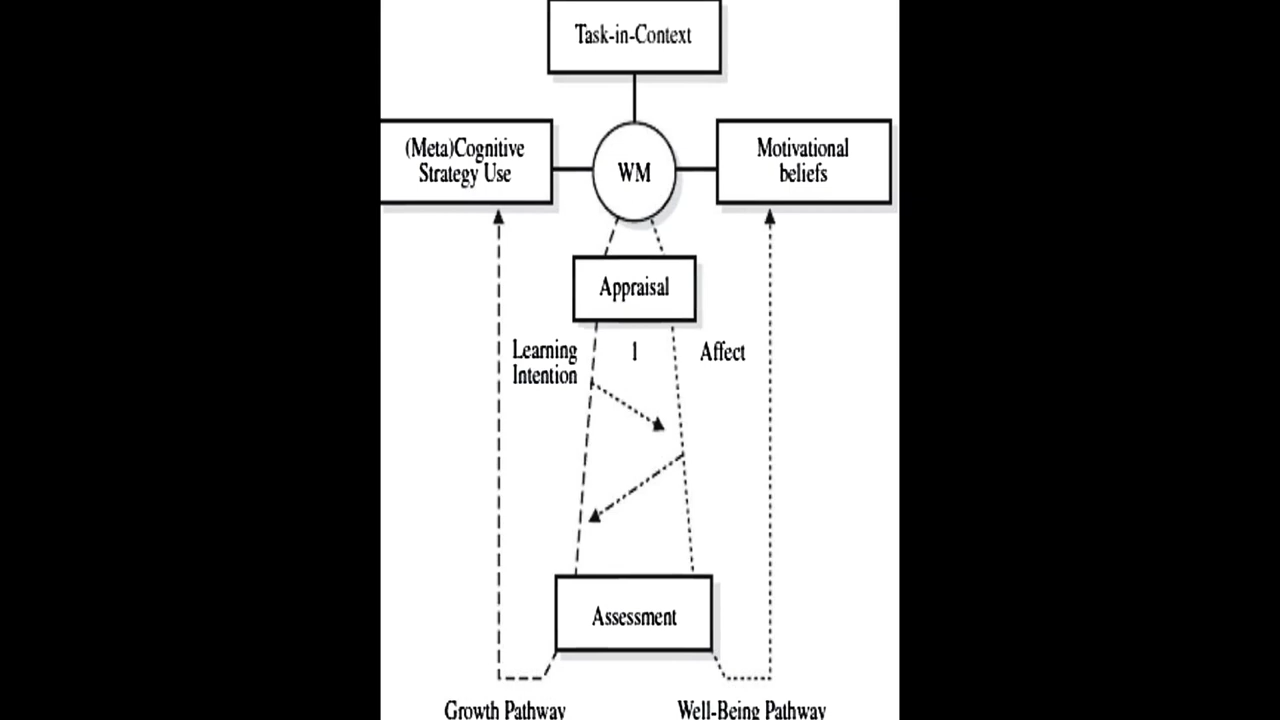 Task-in-Context
(Meta)Cognitive
Strategy Use
WM
Motivational
beliefs
Appraisal
Learning
Intention
1
Affect
Assessment
Growth Pathway
Well-Being Pathway